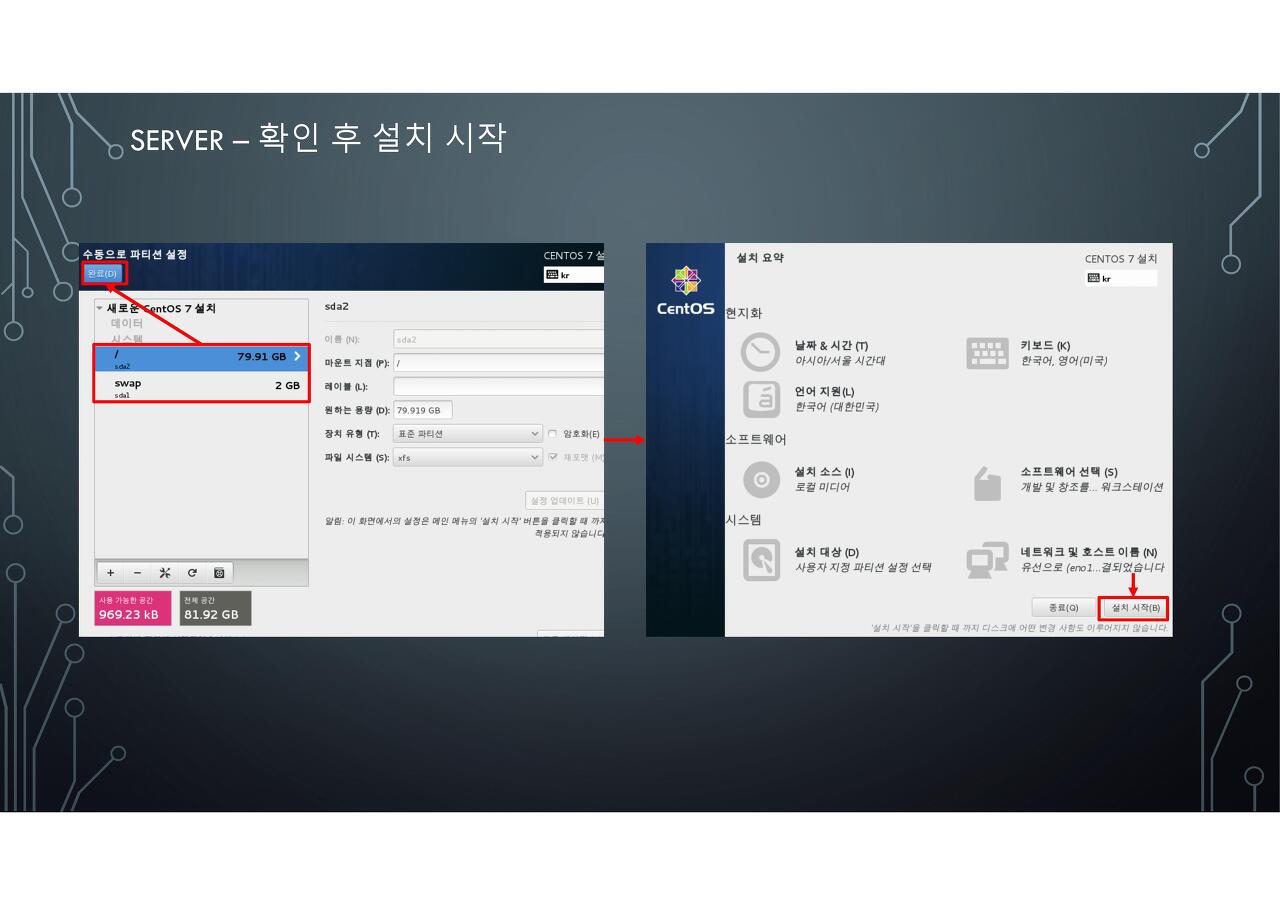 SERVER – 확인 후 설치 시작
수동으로 파티션 설정
완료(D)
CENTOS 7 설
kr
새로운 CentOS 7 설치
데이터
시스템
/
79.91 GB
sda2
swap
2 GB
sda1
sda2
이름 (N):
sda2
마운트 지점 (P):
/
레이블 (L):
원하는 용량 (D):
79.919 GB
장치 유형 (T):
표준 파티션
암호화(E)
파일 시스템 (S):
xfs
재포맷 (M
설정 업데이트 (U)
알림: 이 화면에서의 설정은 메인 메뉴의 '설치 시작' 버튼을 클릭할 때 까지
적용되지 않습니다
+ −
사용 가능한 공간
969.23 kB
전체 공간
81.92 GB
CentOS
설치 요약
CENTOS 7 설치
kr
현지화
날짜 & 시간 (T)
아시아/서울 시간대
키보드 (K)
한국어, 영어(미국)
언어 지원(L)
한국어 (대한민국)
소프트웨어
설치 소스 (I)
로컬 미디어
소프트웨어 선택 (S)
개발 및 창조를... 워크스테이션
시스템
설치 대상 (D)
사용자 지정 파티션 설정 선택
네트워크 및 호스트 이름 (N)
유선으로 (eno1...결되었습니다
종료(Q)
설치 시작(B)
'설치 시작'을 클릭할 때 까지 디스크에 어떤 변경 사항도 이루어지지 않습니다.